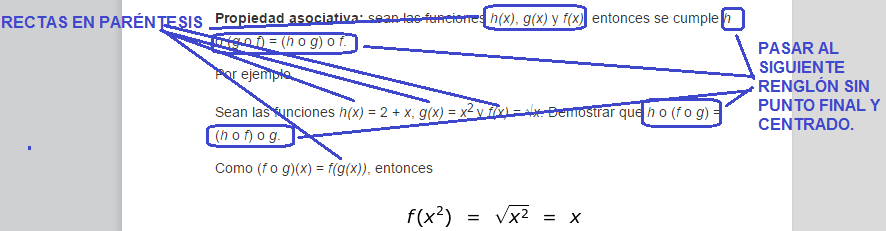 RECTAS EN PARÉNTESIS
Propiedad asociativa: sean las funciones h(x), g(x) y f(x) entonces se cumple h
o (g o f) = (h o g) o f.
Por ejemplo
Sean las funciones h(x) = 2 + x, g(x) = x² y f(x) = √x. Demostrar que h o (f o g) =
(h o f) o g.
Como (f o g)(x) = f(g(x)), entonces
f(x²) = √x² = x
PASAR AL
SIGUIENTE
RENGLÓN SIN
PUNTO FINAL Y
CENTRADO.